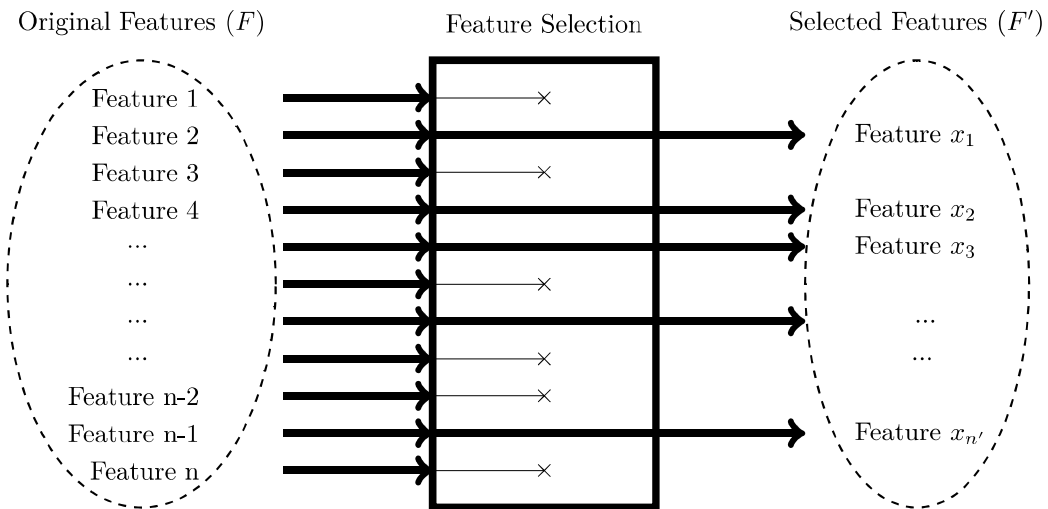 Original Features (F)
Feature Selection
Selected Features (F′)
Feature 1
Feature 2
Feature 3
Feature 4
...
...
...
...
Feature n-2
Feature n-1
Feature n
Feature x₁
Feature x₂
Feature x₃
...
...
Feature xₙ′